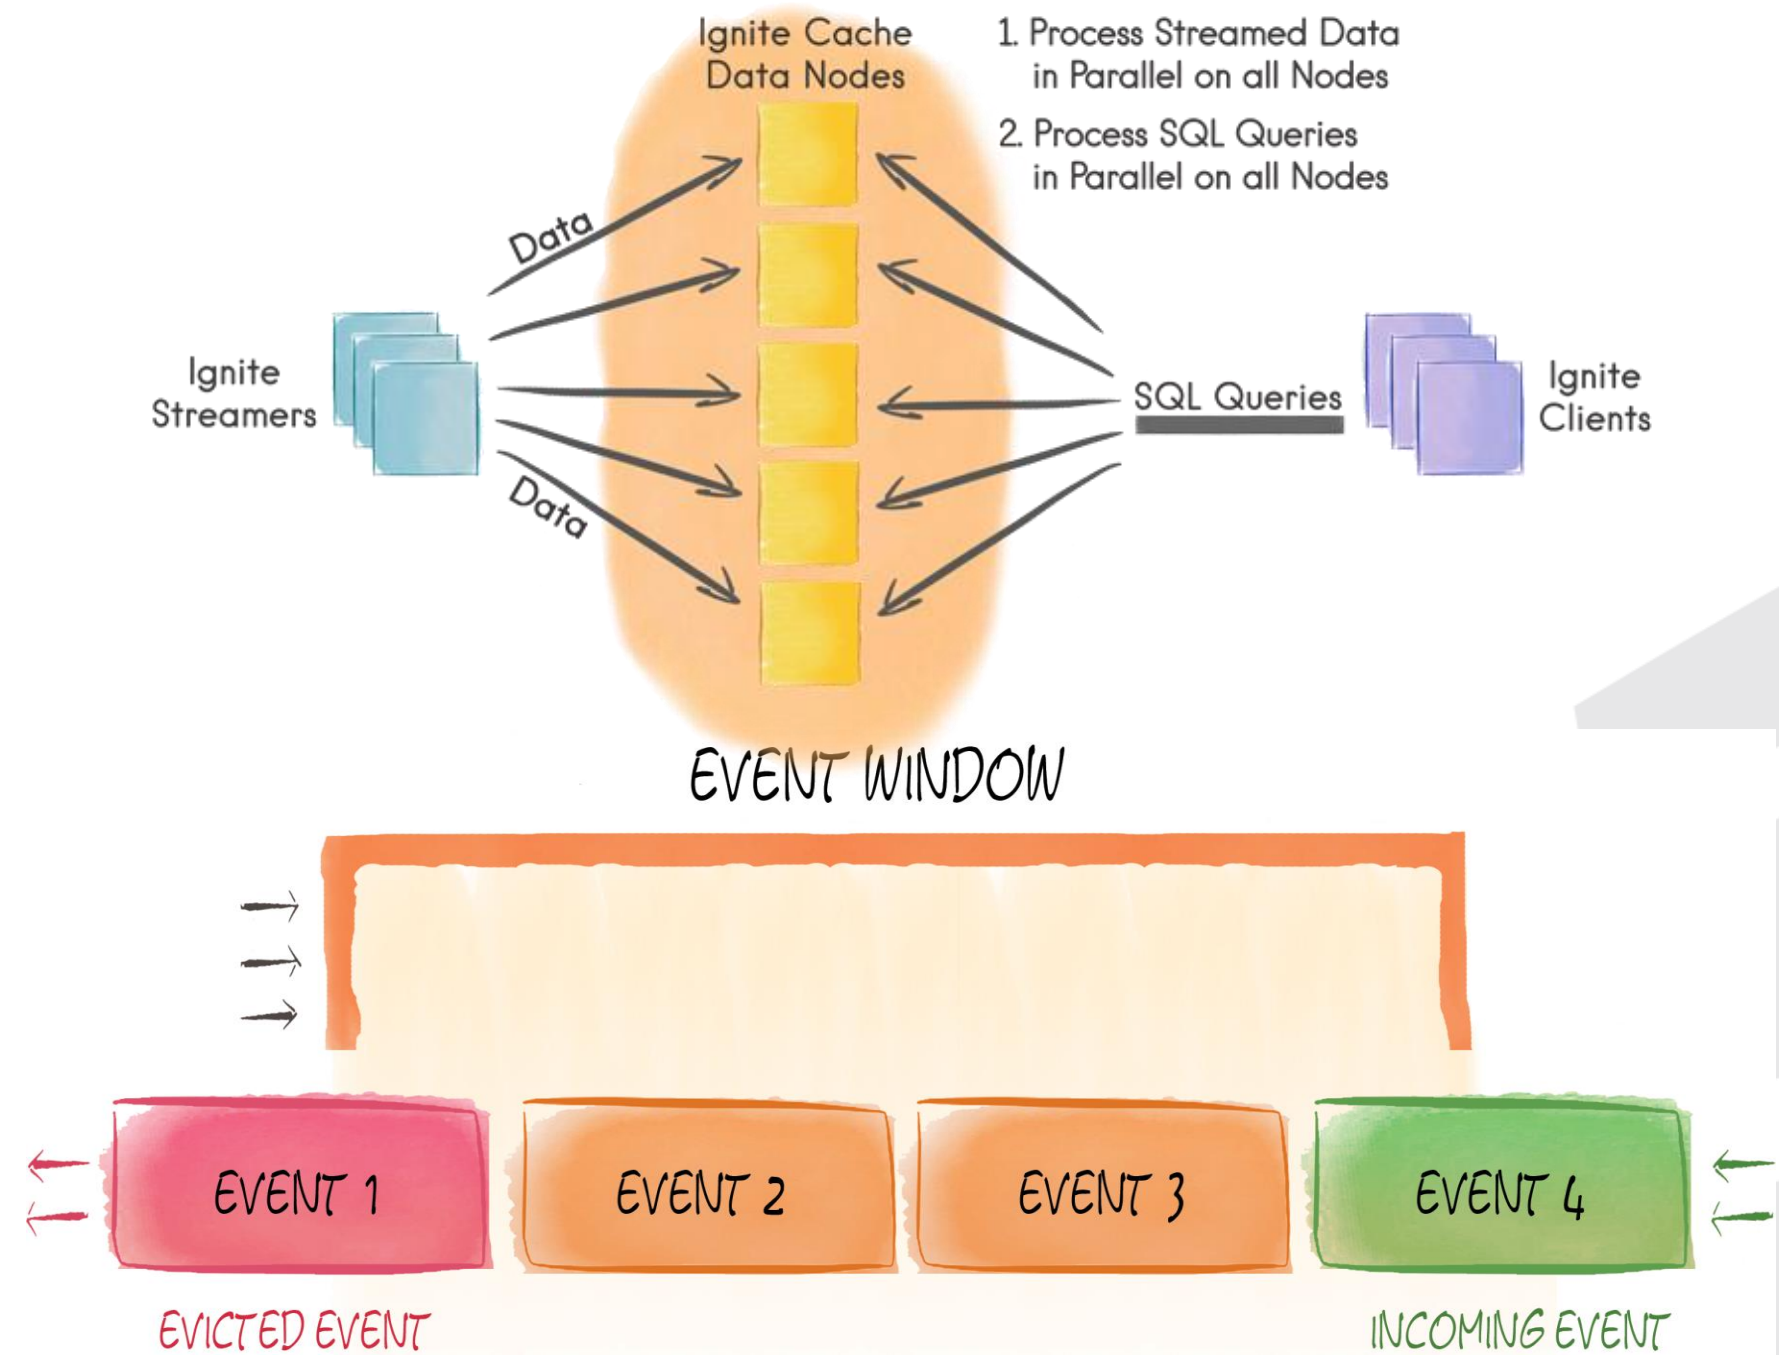 Ignite Cache
Data Nodes
1. Process Streamed Data
in Parallel on all Nodes
2. Process SQL Queries
in Parallel on all Nodes
Data
Ignite
Streamers
SQL Queries
Ignite
Clients
Data
EVENT WINDOW
EVENT 1
EVENT 2
EVENT 3
EVENT 4
EVICTED EVENT
INCOMING EVENT